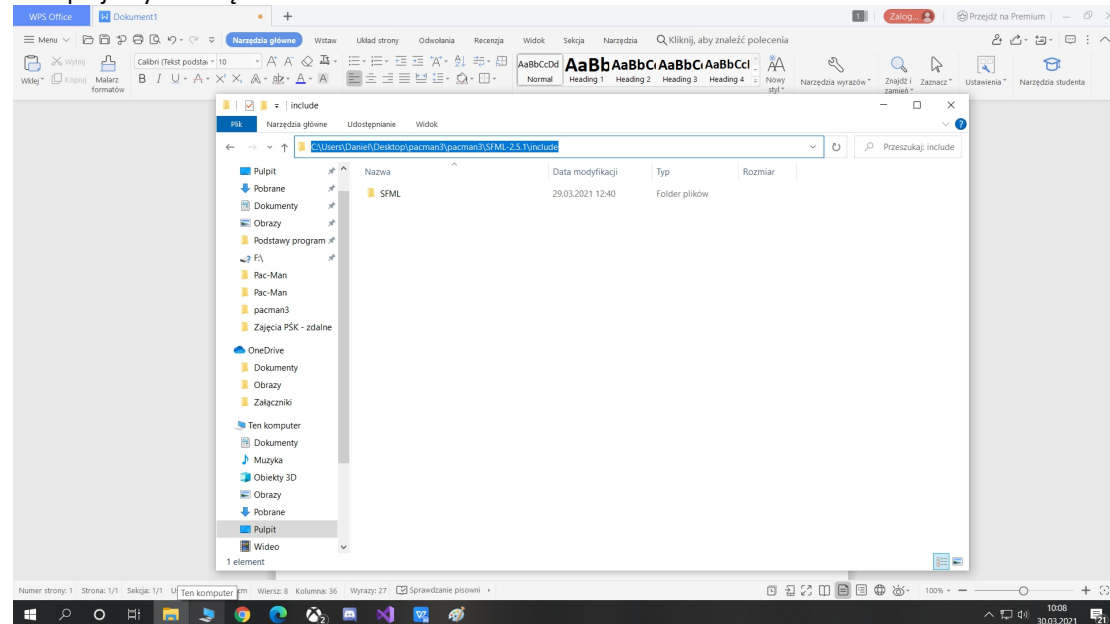 WPS Office
Dokument1
Zalog...
Przejdź na Premium
Menu
Narzędzia główne
Wstaw
Układ strony
Odwołania
Recenzja
Widok
Sekcja
Narzędzia
Kliknij, aby znaleźć polecenia
Wklej
Wytnij
Kopiuj
Malarz formatów
Calibri (Tekst podstaw
10
B I U A X² X₂ A ab A A
AaBbCcDd
Normal
AaBb
Heading 1
AaBbC
Heading 2
AaBbC
Heading 3
AaBbCcI
Heading 4
Nowy styl
Narzędzia wyrazów
Znajdź i zamień
Zaznacz
Ustawienia
Narzędzia studenta
include
Plik
Narzędzia główne
Udostępnianie
Widok
C:\Users\Daniel\Desktop\pacman3\pacman3\SFML-2.5.1\include
Przeszukaj: include
Nazwa
Data modyfikacji
Typ
Rozmiar
SFML
29.03.2021 12:40
Folder plików
Pulpit
Pobrane
Dokumenty
Obrazy
Podstawy program
F:\
Pac-Man
Pac-Man
pacman3
Zajęcia PŚK - zdalne
OneDrive
Dokumenty
Obrazy
Załączniki
Ten komputer
Dokumenty
Muzyka
Obiekty 3D
Obrazy
Pobrane
Pulpit
Wideo
1 element
Numer strony: 1
Strona: 1/1
Sekcja: 1/1
Ten komputer
Wiersz: 8
Kolumna: 36
Wyrazy: 27
Sprawdzanie pisowni
100%
10:08
30.03.2021
21